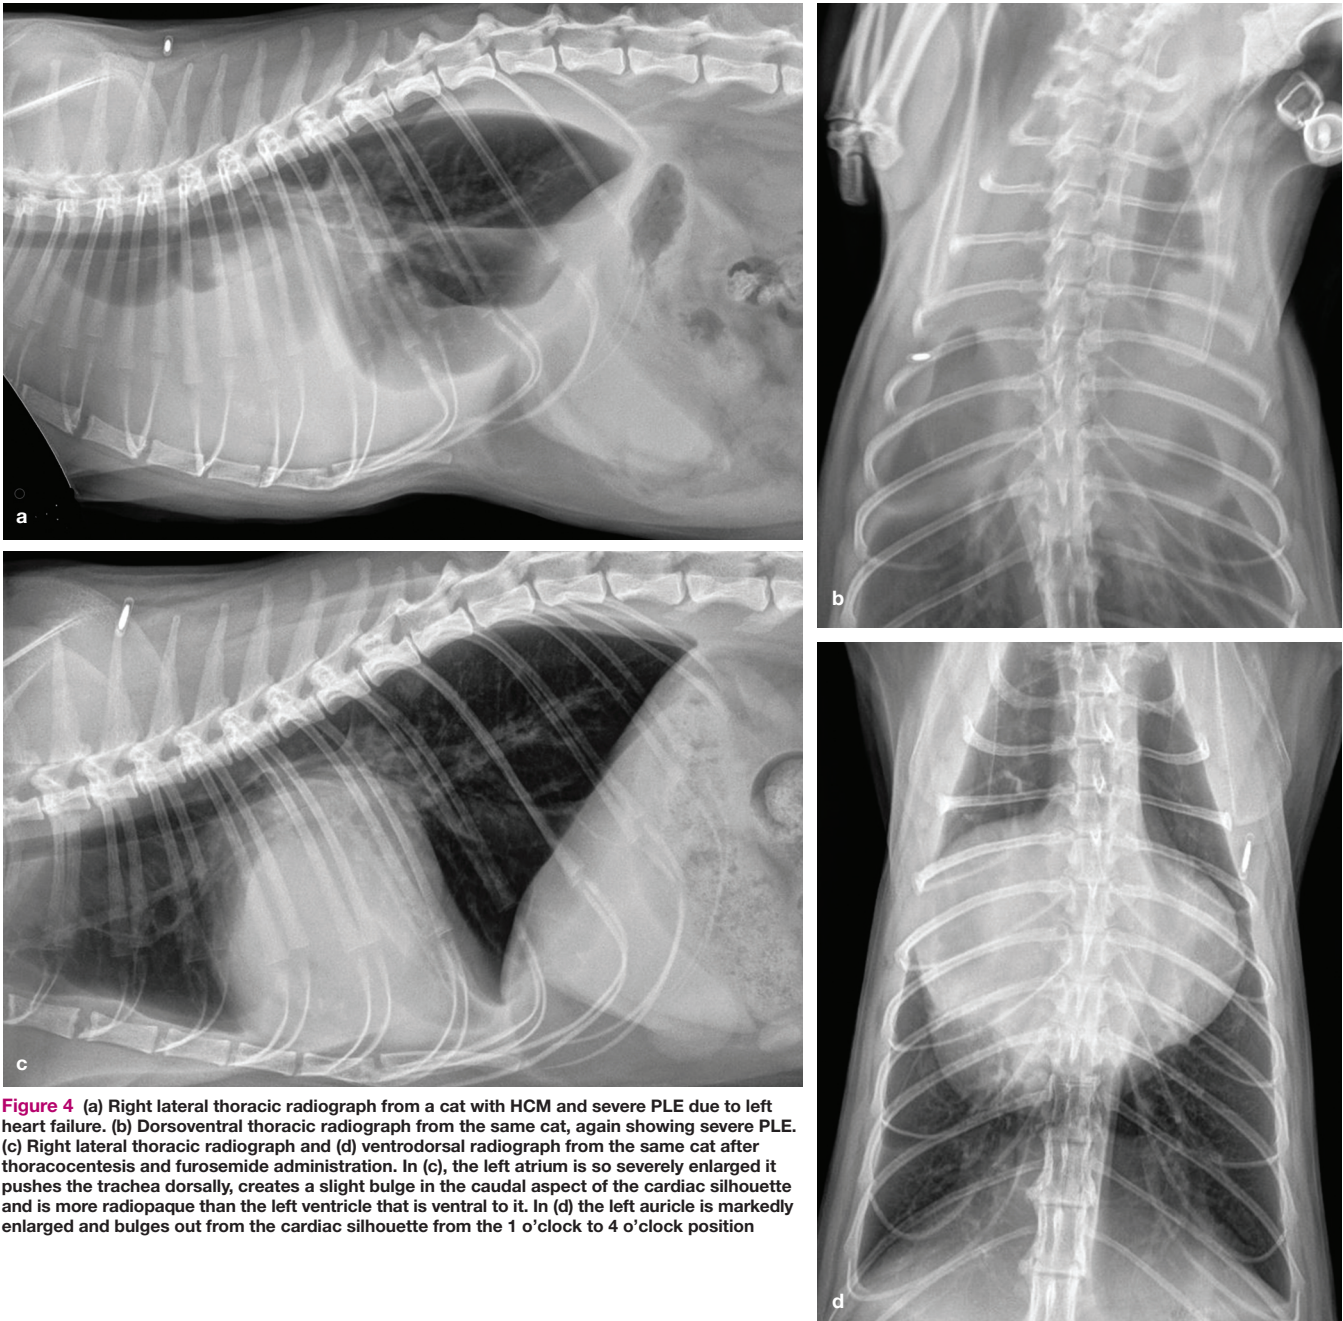 a
b
c
d
Figure 4 (a) Right lateral thoracic radiograph from a cat with HCM and severe PLE due to left
heart failure. (b) Dorsoventral thoracic radiograph from the same cat, again showing severe PLE.
(c) Right lateral thoracic radiograph and (d) ventrodorsal radiograph from the same cat after
thoracocentesis and furosemide administration. In (c), the left atrium is so severely enlarged it
pushes the trachea dorsally, creates a slight bulge in the caudal aspect of the cardiac silhouette
and is more radiopaque than the left ventricle that is ventral to it. In (d) the left auricle is markedly
enlarged and bulges out from the cardiac silhouette from the 1 o'clock to 4 o'clock position